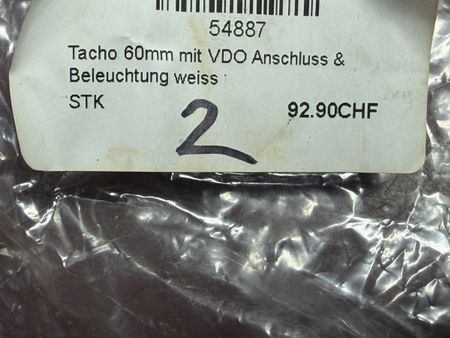 54887
Tacho 60mm mit VDO Anschluss &
Beleuchtung weiss
STK 92.90CHF
2